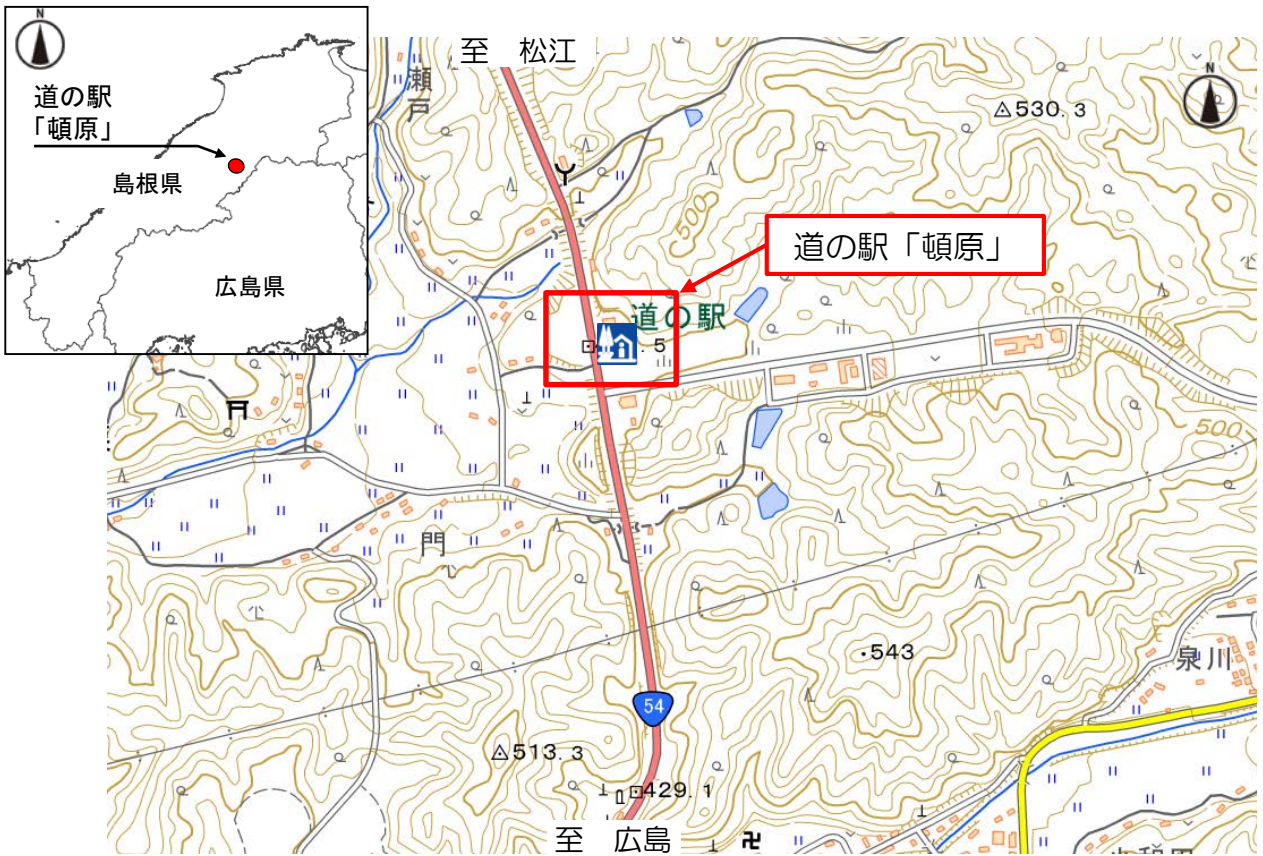 N
道の駅
「頓原」
島根県
広島県
至 松江
瀬戸
530.3
N
500
道の駅「頓原」
道の駅
.5
500
門
543
泉川
54
513.3
429.1
至 広島